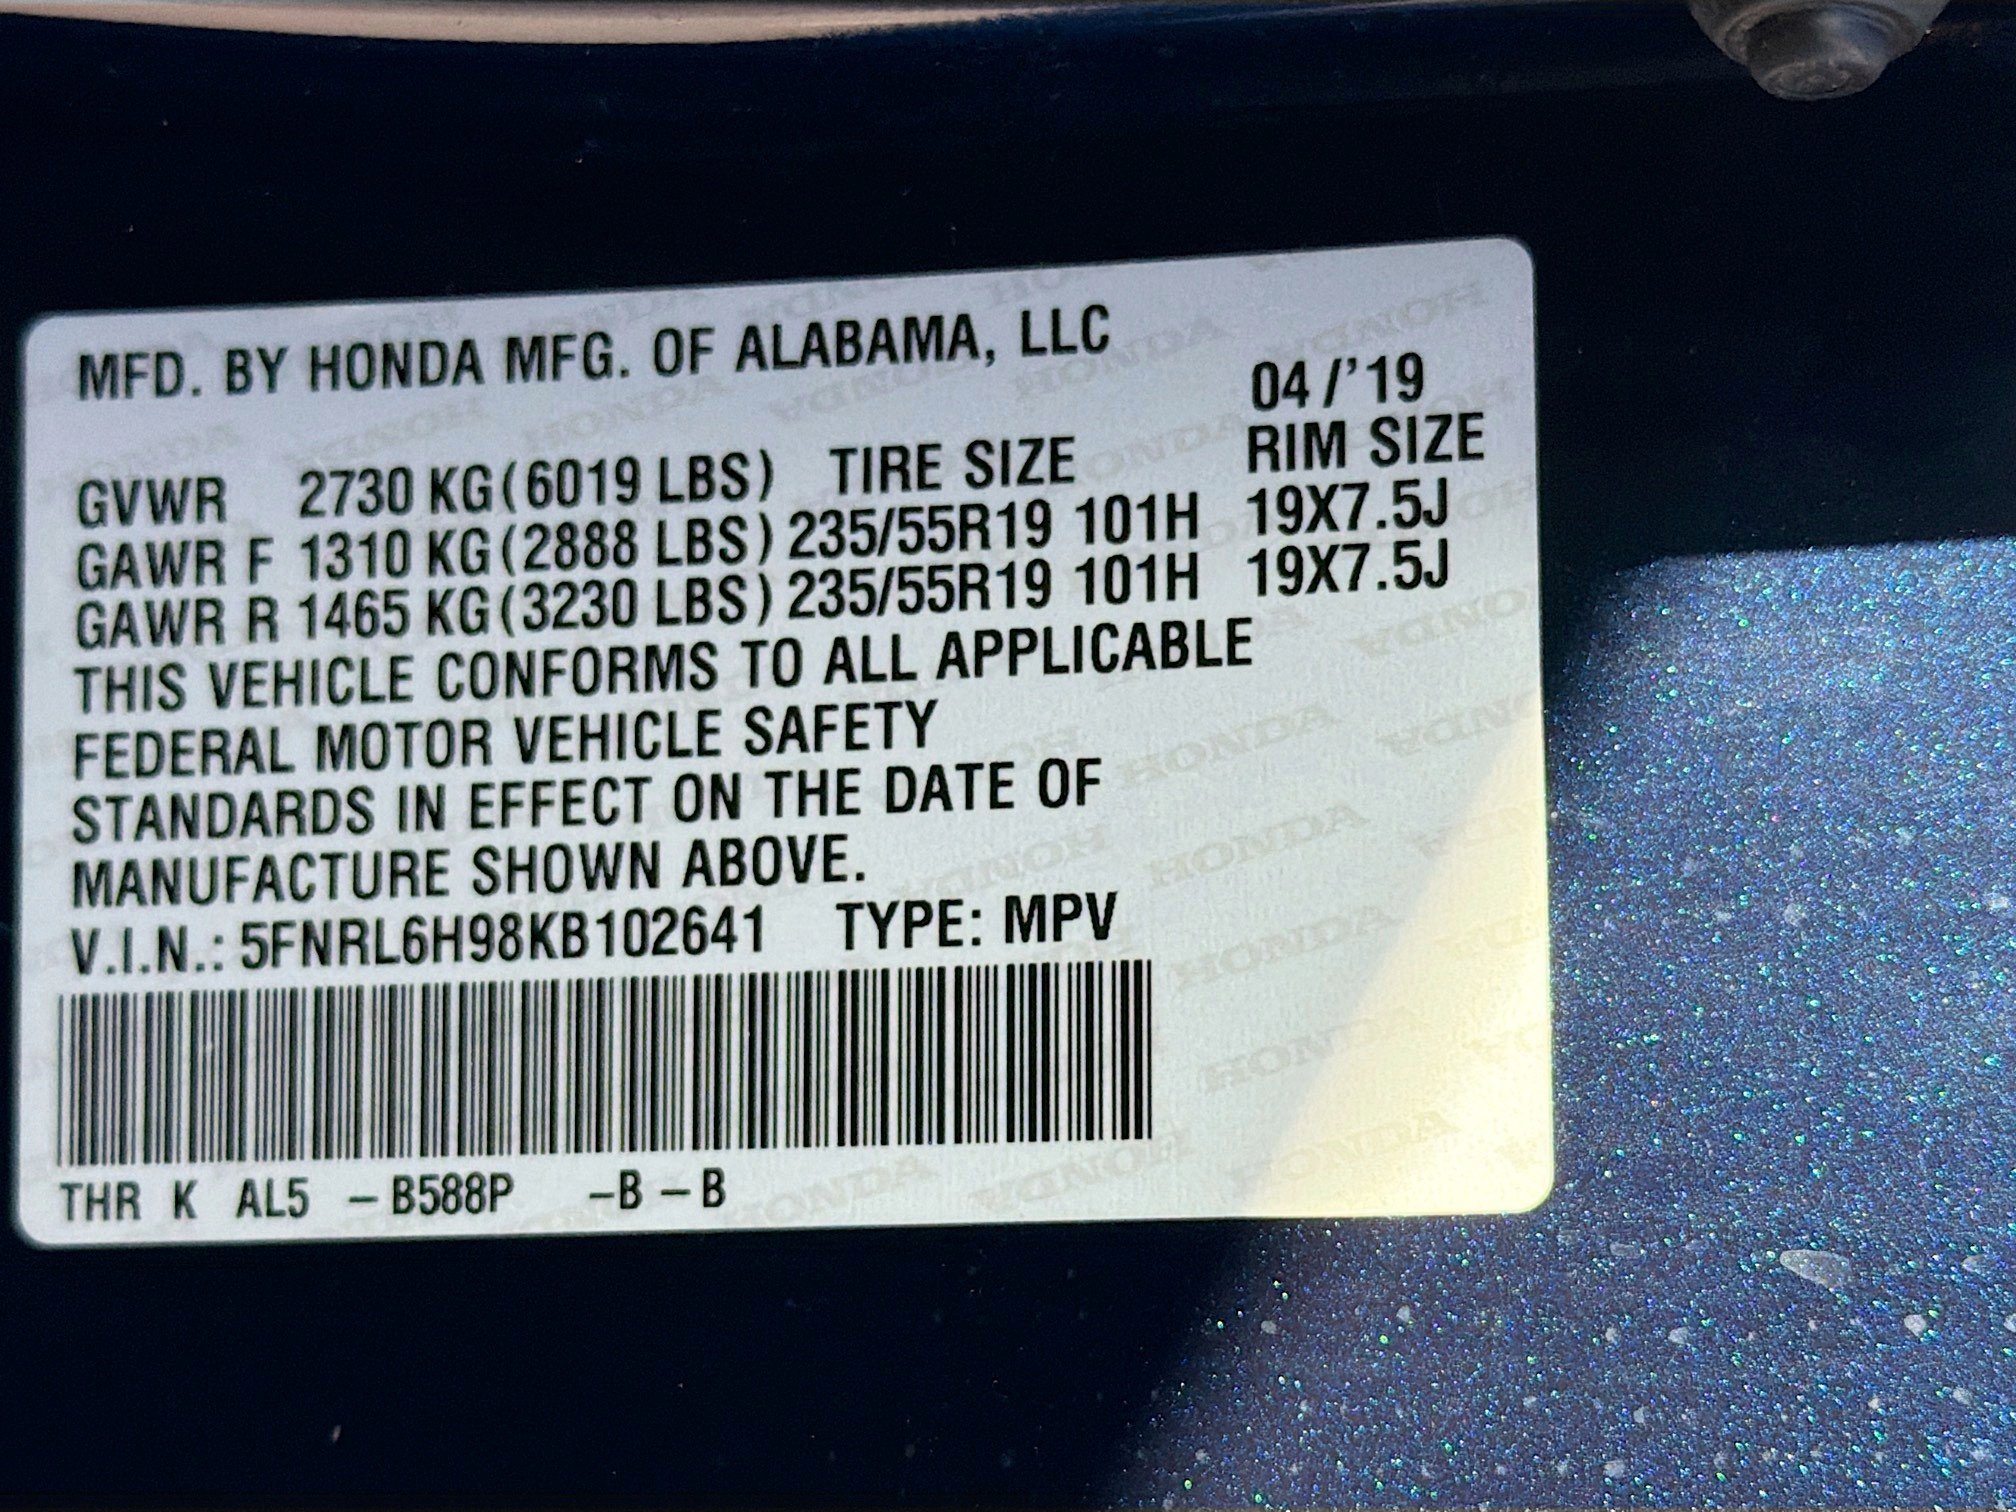 MFD. BY HONDA MFG. OF ALABAMA, LLC
04 /'19
GVWR 2730 KG (6019 LBS) TIRE SIZE RIM SIZE
GAWR F 1310 KG (2888 LBS) 235/55R19 101H 19X7.5J
GAWR R 1465 KG (3230 LBS) 235/55R19 101H 19X7.5J
THIS VEHICLE CONFORMS TO ALL APPLICABLE
FEDERAL MOTOR VEHICLE SAFETY
STANDARDS IN EFFECT ON THE DATE OF
MANUFACTURE SHOWN ABOVE.
V.I.N.: 5FNRL6H98KB102641 TYPE: MPV
THR K AL5 – B588P –B – B